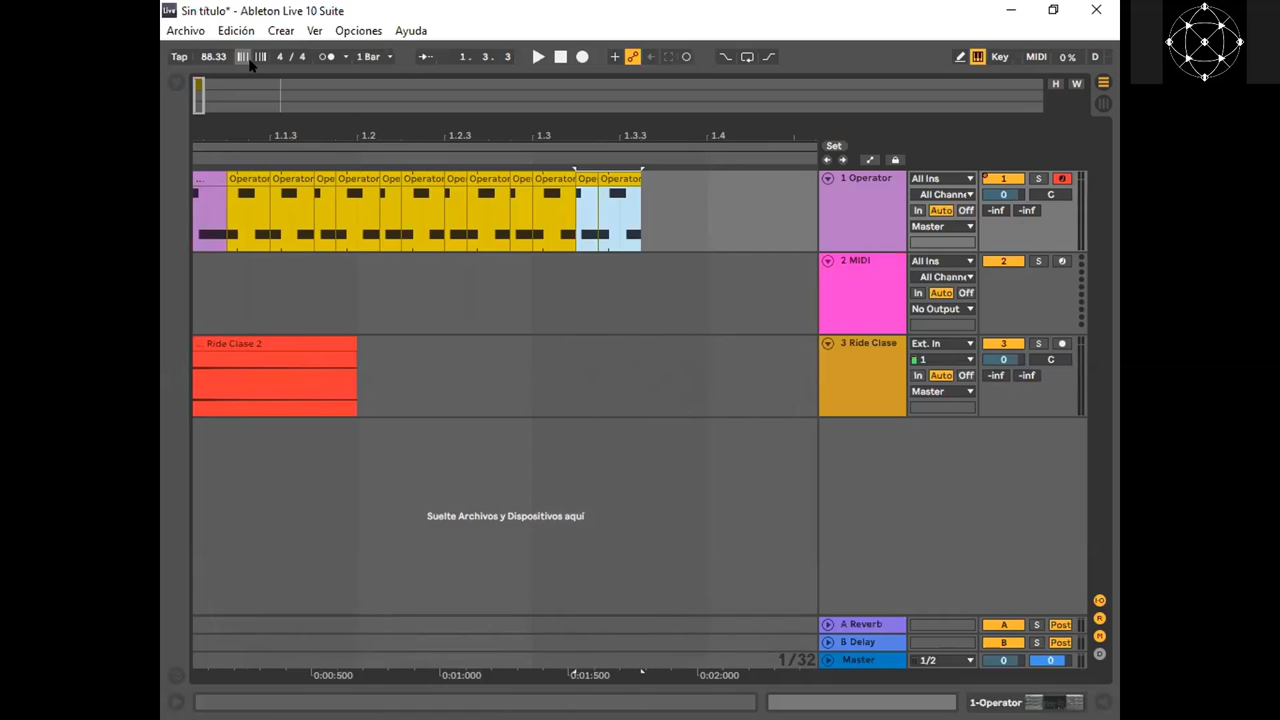 Live Sin título* - Ableton Live 10 Suite
Archivo Edición Crear Ver Opciones Ayuda
Tap 88.33 4 / 4 1 Bar 1. 3. 3 Key MIDI 0 % D
H W
1.1.3 1.2 1.2.3 1.3 1.3.3 1.4
Set
... Operator Operator Ope Operator Ope Operator Ope Operator Ope Operator Ope Operator
1 Operator All Ins 1 S
All Channe 0 C
In Auto Off -inf -inf
Master
2 MIDI All Ins 2 S
All Channe
In Auto Off
No Output
... Ride Clase 2
3 Ride Clase Ext. In 3 S
1 0 C
In Auto Off -inf -inf
Master
Suelte Archivos y Dispositivos aquí
A Reverb A S Post
B Delay B S Post
1/32 Master 1/2 0 0
I·O
R
M
D
0:00:500 0:01:000 0:01:500 0:02:000
1-Operator